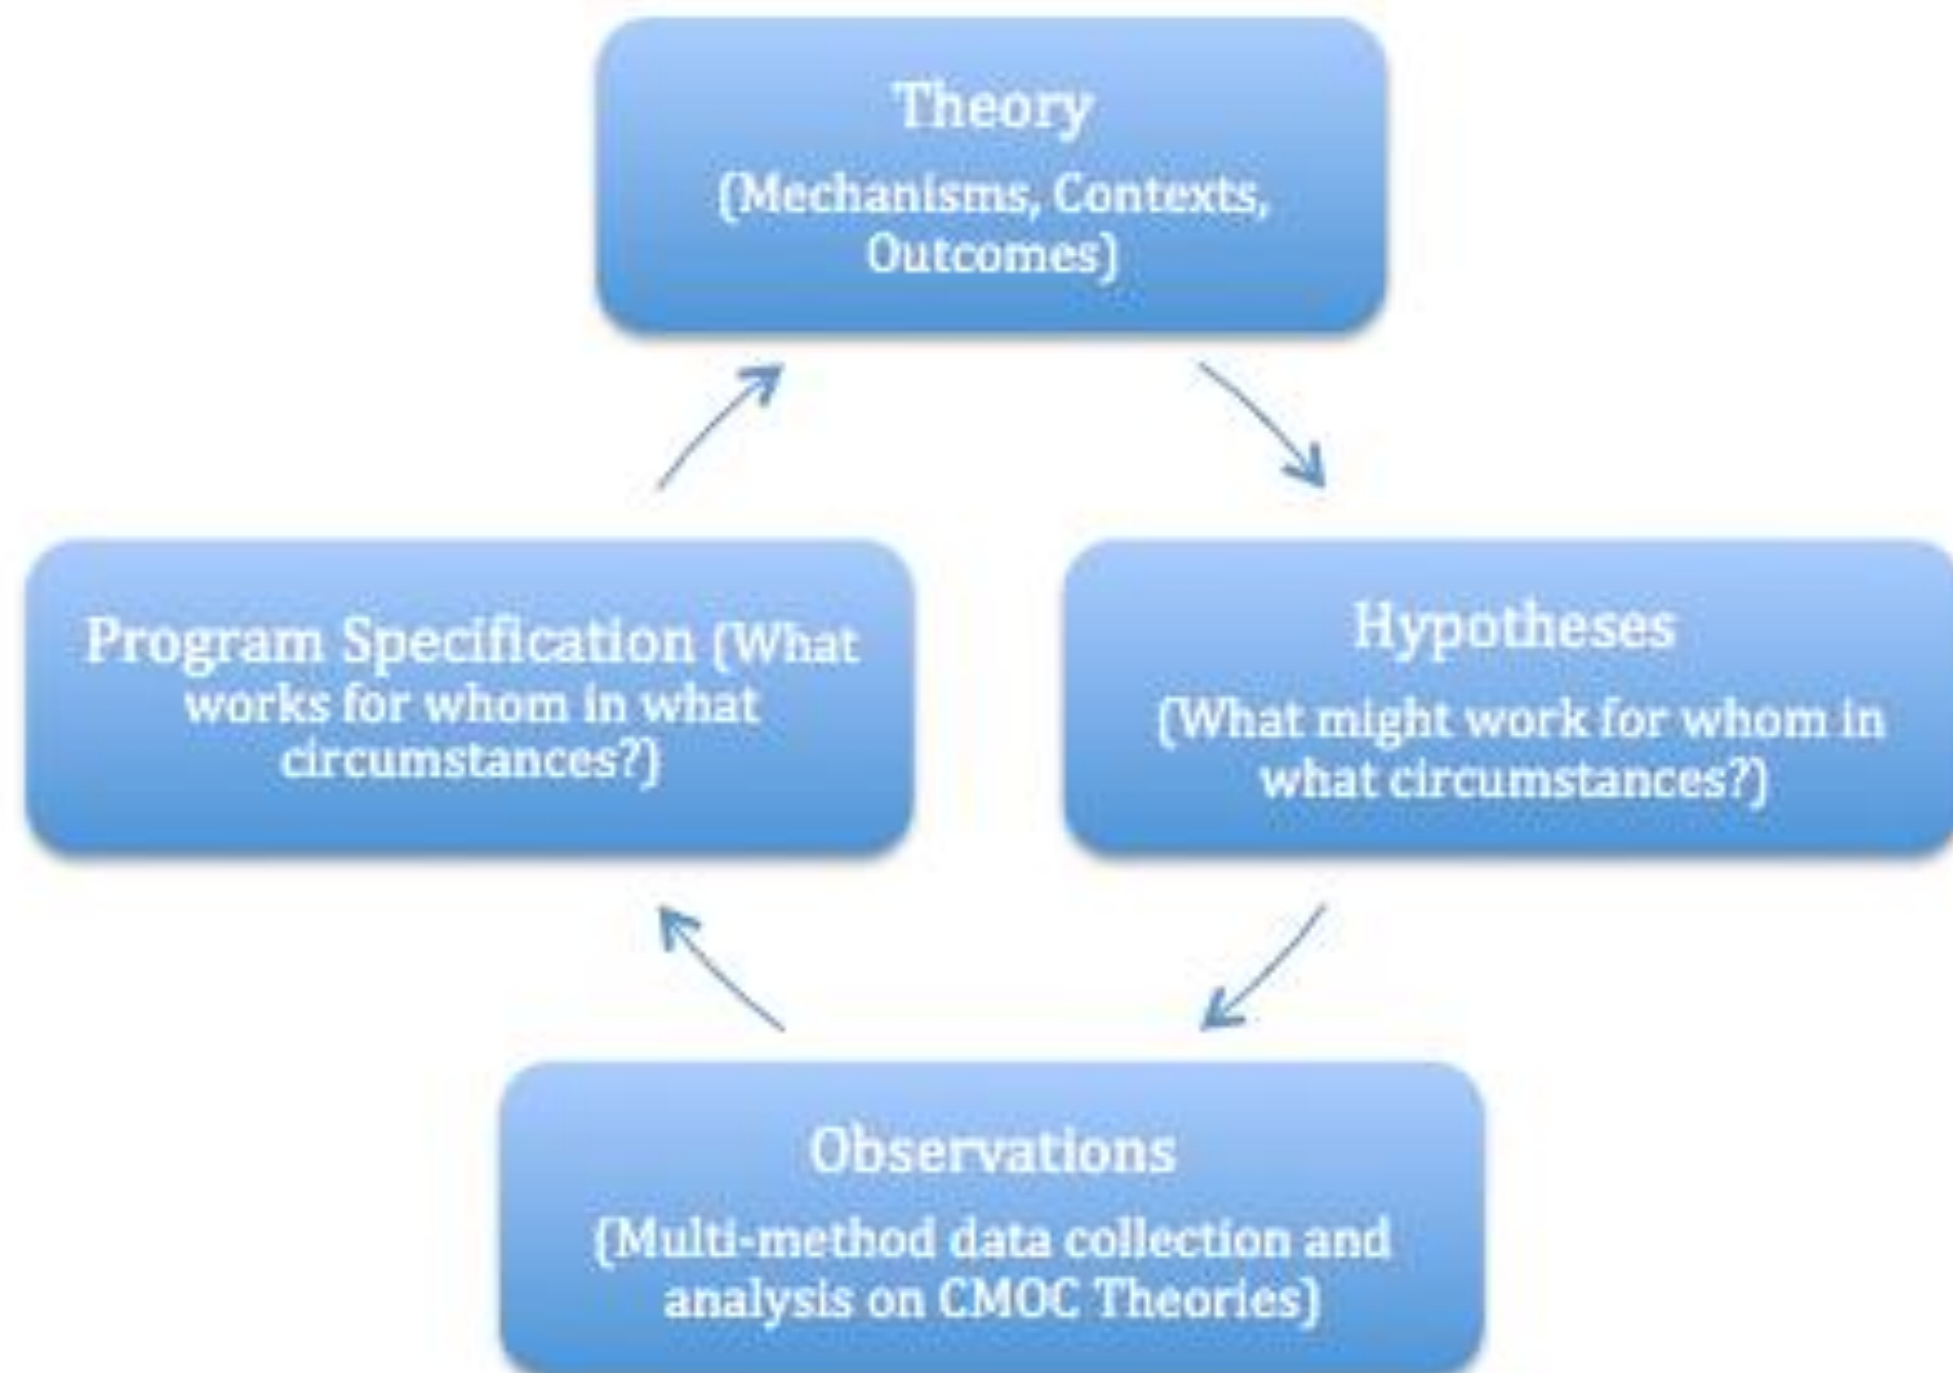 Theory
(Mechanisms, Contexts,
Outcomes)
Program Specification (What
works for whom in what
circumstances?)
Hypotheses
(What might work for whom in
what circumstances?)
Observations
(Multi-method data collection and
analysis on CMOC Theories)